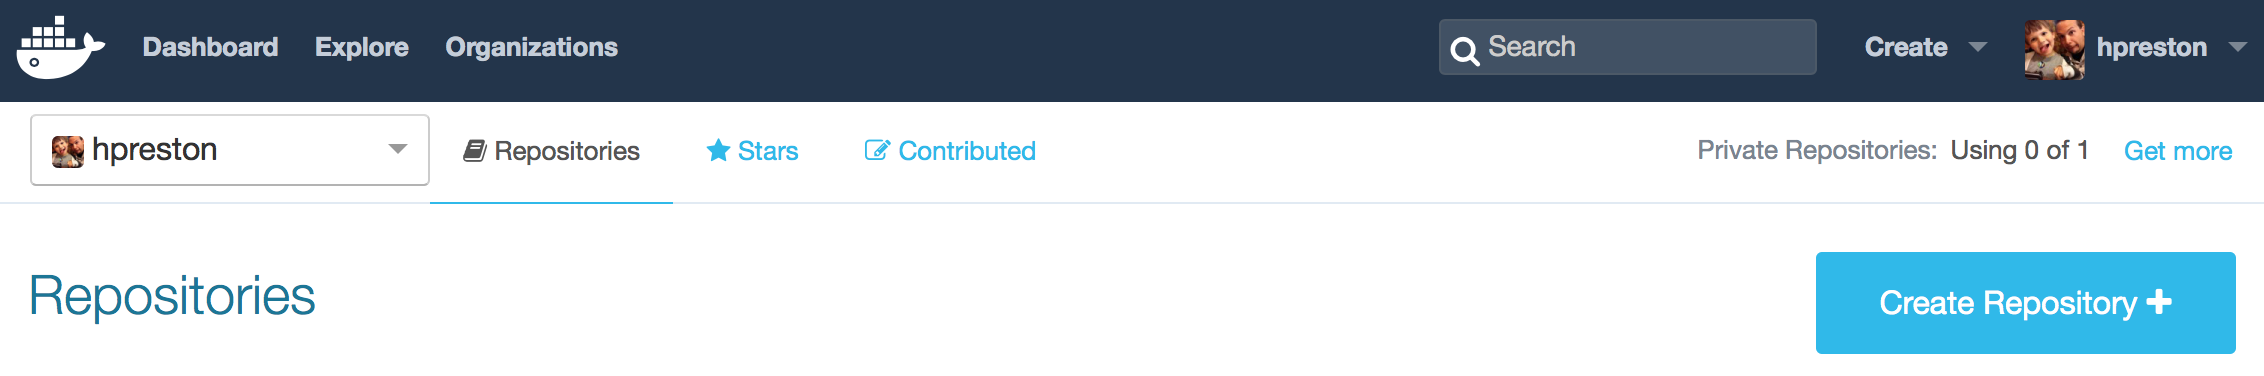 Dashboard Explore Organizations Search Create hpreston
hpreston Repositories Stars Contributed Private Repositories: Using 0 of 1 Get more
Repositories Create Repository